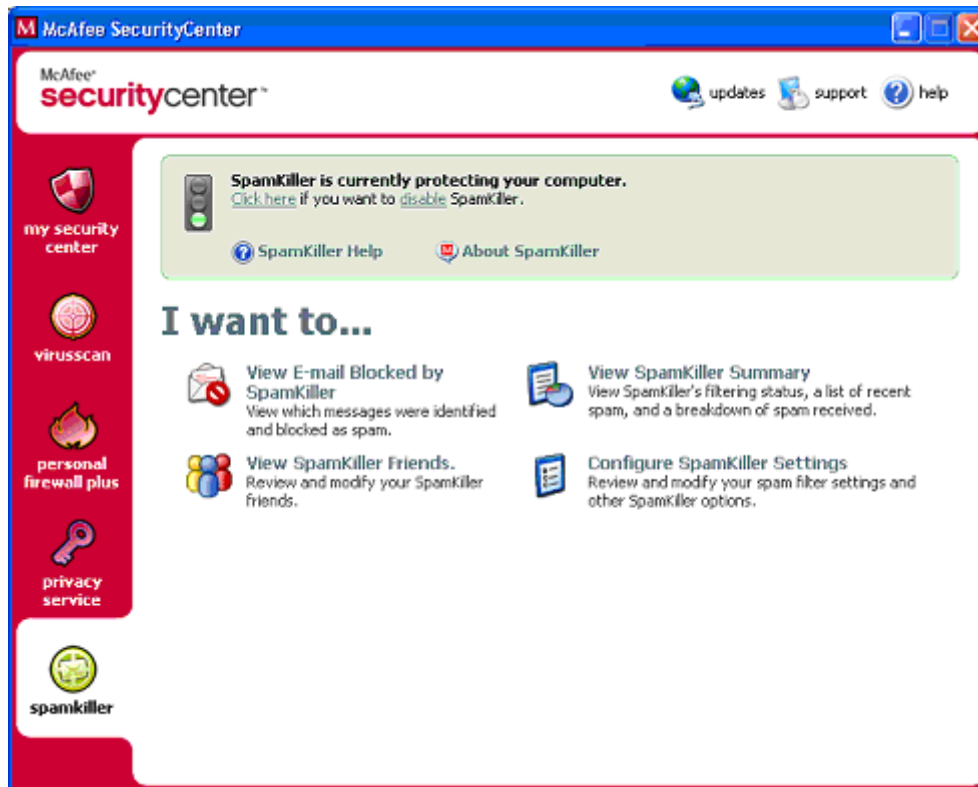 McAfee SecurityCenter
McAfee®
securitycenter™
updates
support
help
my security
center
virusscan
personal
firewall plus
privacy
service
spamkiller
SpamKiller is currently protecting your computer.
Click here if you want to disable SpamKiller.
SpamKiller Help
About SpamKiller
I want to...
View E-mail Blocked by
SpamKiller
View which messages were identified
and blocked as spam.
View SpamKiller Summary
View SpamKiller's filtering status, a list of recent
spam, and a breakdown of spam received.
View SpamKiller Friends.
Review and modify your SpamKiller
friends.
Configure SpamKiller Settings
Review and modify your spam filter settings and
other SpamKiller options.